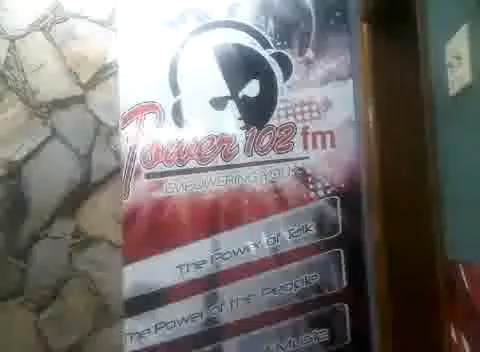 Power 102 fm
EMPOWERING YOU
The Power of Talk
The Power of the People
Music